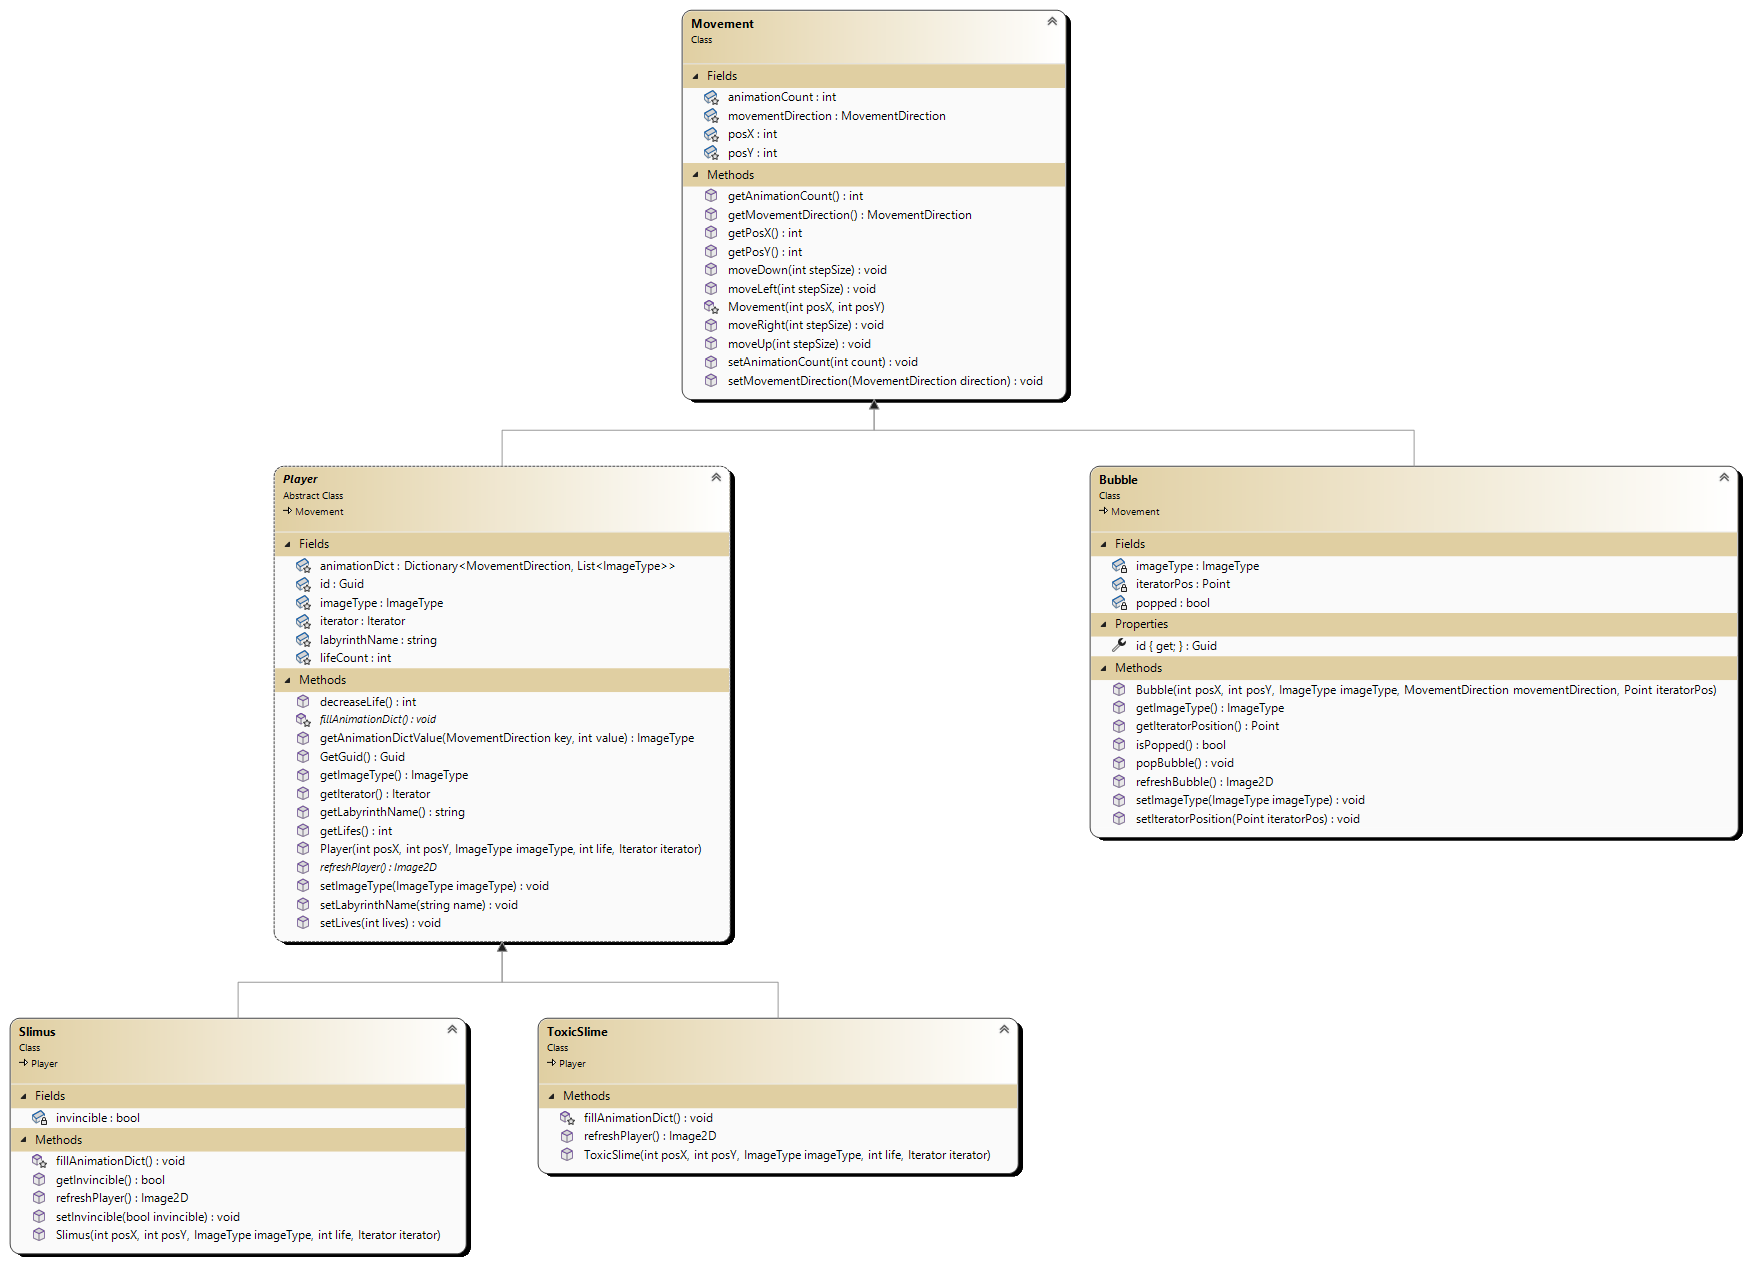 Movement
Class
Fields
animationCount : int
movementDirection : MovementDirection
posX : int
posY : int
Methods
getAnimationCount() : int
getMovementDirection() : MovementDirection
getPosX() : int
getPosY() : int
moveDown(int stepSize) : void
moveLeft(int stepSize) : void
Movement(int posX, int posY)
moveRight(int stepSize) : void
moveUp(int stepSize) : void
setAnimationCount(int count) : void
setMovementDirection(MovementDirection direction) : void
Player
Abstract Class
Movement
Fields
animationDict : Dictionary<MovementDirection, List<ImageType>>
id : Guid
imageType : ImageType
iterator : Iterator
labyrinthName : string
lifeCount : int
Methods
decreaseLife() : int
fillAnimationDict() : void
getAnimationDictValue(MovementDirection key, int value) : ImageType
GetGuid() : Guid
getImageType() : ImageType
getIterator() : Iterator
getLabyrinthName() : string
getLifes() : int
Player(int posX, int posY, ImageType imageType, int life, Iterator iterator)
refreshPlayer() : Image2D
setImageType(ImageType imageType) : void
setLabyrinthName(string name) : void
setLives(int lives) : void
Bubble
Class
Movement
Fields
imageType : ImageType
iteratorPos : Point
popped : bool
Properties
id { get; } : Guid
Methods
Bubble(int posX, int posY, ImageType imageType, MovementDirection movementDirection, Point iteratorPos)
getImageType() : ImageType
getIteratorPosition() : Point
isPopped() : bool
popBubble() : void
refreshBubble() : Image2D
setImageType(ImageType imageType) : void
setIteratorPosition(Point iteratorPos) : void
Slimus
Class
Player
Fields
invincible : bool
Methods
fillAnimationDict() : void
getInvincible() : bool
refreshPlayer() : Image2D
setInvincible(bool invincible) : void
Slimus(int posX, int posY, ImageType imageType, int life, Iterator iterator)
ToxicSlime
Class
Player
Methods
fillAnimationDict() : void
refreshPlayer() : Image2D
ToxicSlime(int posX, int posY, ImageType imageType, int life, Iterator iterator)